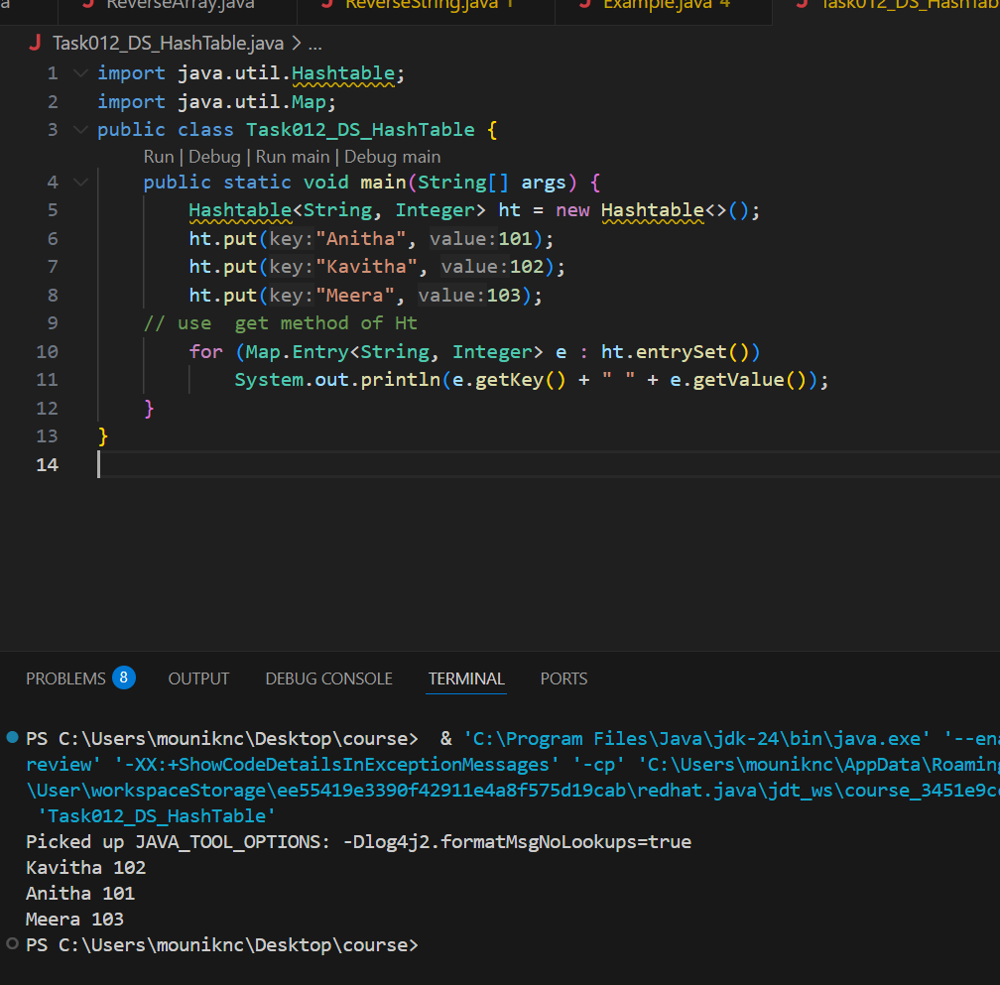 a ReverseArray.java ReverseString.java 1 Example.java 4 Task012_DS_HashTab
Task012_DS_HashTable.java > ...
1 import java.util.Hashtable;
2 import java.util.Map;
3 public class Task012_DS_HashTable {
Run | Debug | Run main | Debug main
4 public static void main(String[] args) {
5 Hashtable<String, Integer> ht = new Hashtable<>();
6 ht.put(key:"Anitha", value:101);
7 ht.put(key:"Kavitha", value:102);
8 ht.put(key:"Meera", value:103);
9 // use  get method of Ht
10 for (Map.Entry<String, Integer> e : ht.entrySet())
11 System.out.println(e.getKey() + " " + e.getValue());
12 }
13 }
14
PROBLEMS 8 OUTPUT DEBUG CONSOLE TERMINAL PORTS
PS C:\Users\mouniknc\Desktop\course>  & 'C:\Program Files\Java\jdk-24\bin\java.exe' '--ena
review' '-XX:+ShowCodeDetailsInExceptionMessages' '-cp' 'C:\Users\mouniknc\AppData\Roaming
\User\workspaceStorage\ee55419e3390f42911e4a8f575d19cab\redhat.java\jdt_ws\course_3451e9c
'Task012_DS_HashTable'
Picked up JAVA_TOOL_OPTIONS: -Dlog4j2.formatMsgNoLookups=true
Kavitha 102
Anitha 101
Meera 103
PS C:\Users\mouniknc\Desktop\course>